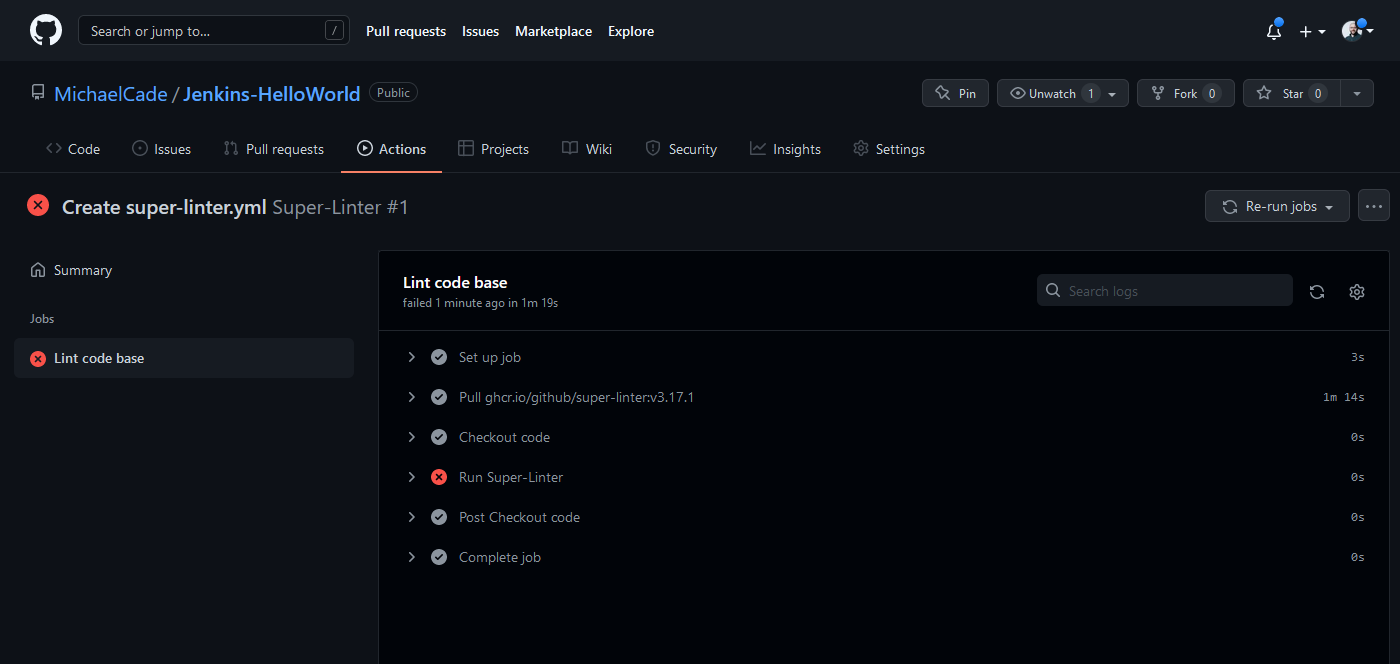 Search or jump to... /
Pull requests Issues Marketplace Explore
MichaelCade / Jenkins-HelloWorld Public
Pin Unwatch 1 Fork 0 Star 0
Code Issues Pull requests Actions Projects Wiki Security Insights Settings
Create super-linter.yml Super-Linter #1
Re-run jobs
Summary
Jobs
Lint code base
Lint code base
failed 1 minute ago in 1m 19s
Search logs
Set up job 3s
Pull ghcr.io/github/super-linter:v3.17.1 1m 14s
Checkout code 0s
Run Super-Linter 0s
Post Checkout code 0s
Complete job 0s